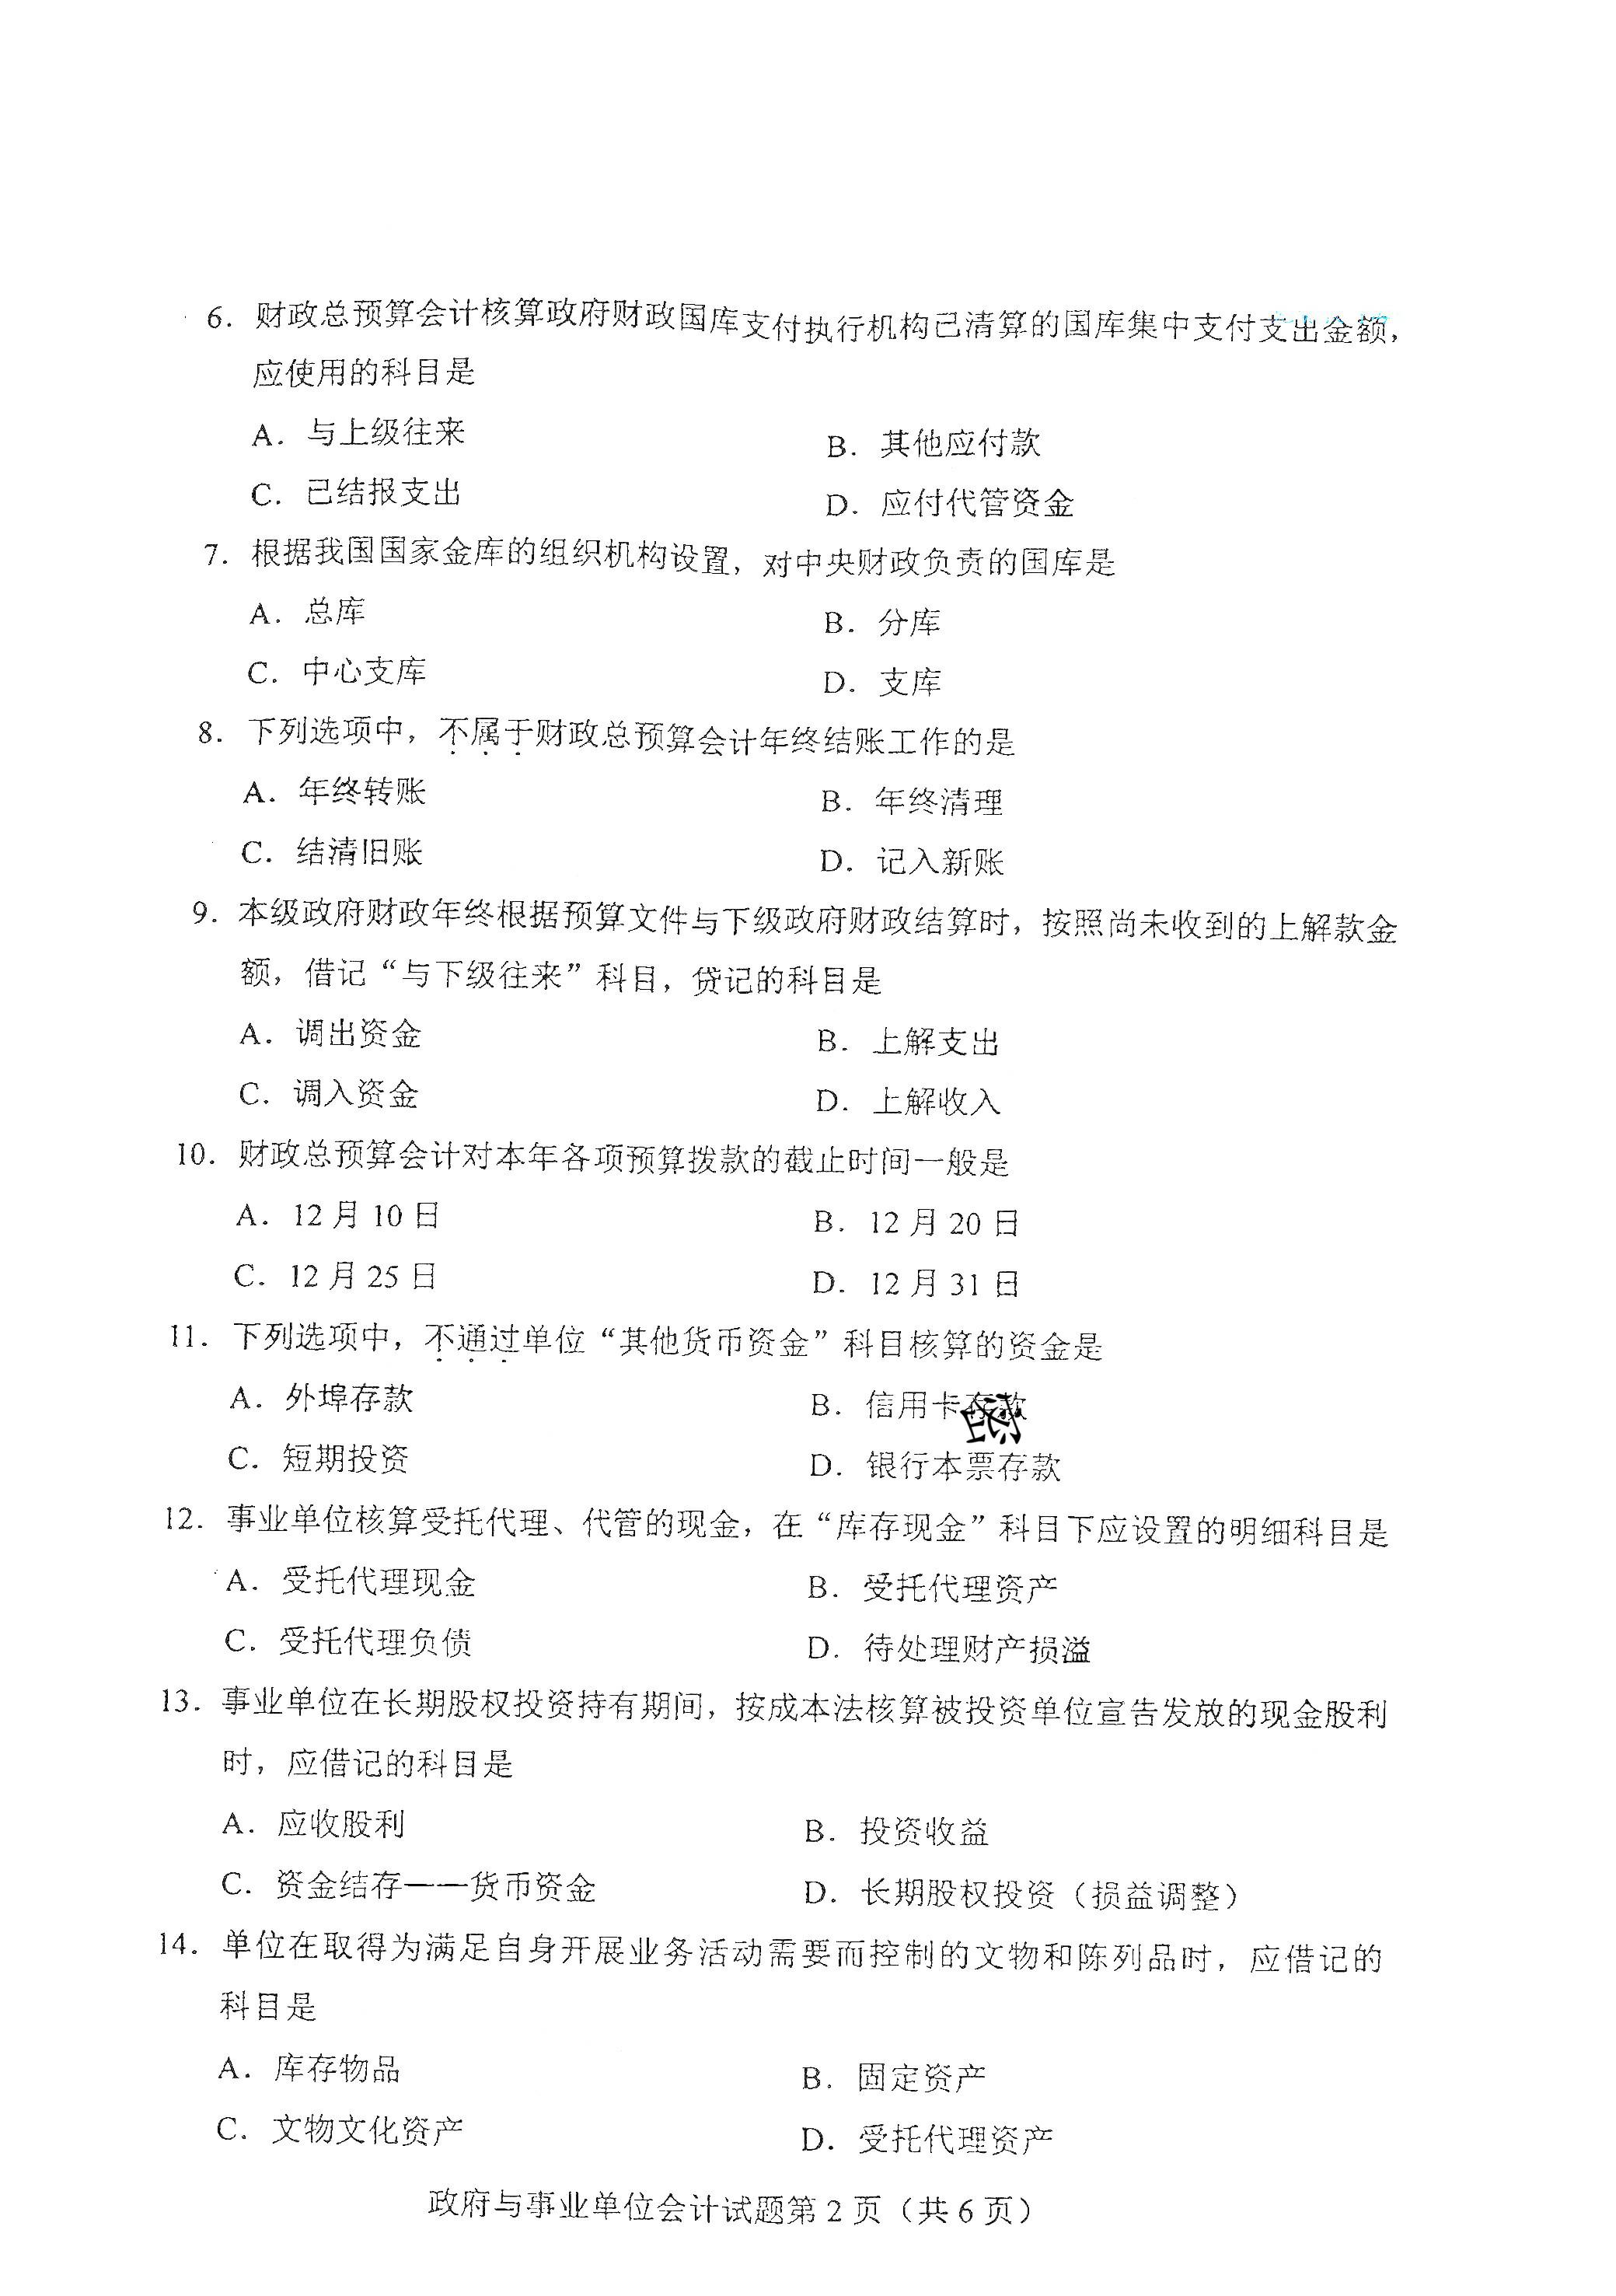 6. 财政总预算会计核算政府财政国库支付执行机构已清算的国库集中支付支出金额，
应使用的科目是
A. 与上级往来 B. 其他应付款
C. 已结报支出 D. 应付代管资金
7. 根据我国国家金库的组织机构设置，对中央财政负责的国库是
A. 总库 B. 分库
C. 中心支库 D. 支库
8. 下列选项中，不属于财政总预算会计年终结账工作的是
A. 年终转账 B. 年终清理
C. 结清旧账 D. 记入新账
9. 本级政府财政年终根据预算文件与下级政府财政结算时，按照尚未收到的上解款金
额，借记“与下级往来”科目，贷记的科目是
A. 调出资金 B. 上解支出
C. 调入资金 D. 上解收入
10. 财政总预算会计对本年各项预算拨款的截止时间一般是
A. 12月10日 B. 12月20日
C. 12月25日 D. 12月31日
11. 下列选项中，不通过单位“其他货币资金”科目核算的资金是
A. 外埠存款 B. 信用卡存款
C. 短期投资 D. 银行本票存款
12. 事业单位核算受托代理、代管的现金，在“库存现金”科目下应设置的明细科目是
A. 受托代理现金 B. 受托代理资产
C. 受托代理负债 D. 待处理财产损溢
13. 事业单位在长期股权投资持有期间，按成本法核算被投资单位宣告发放的现金股利
时，应借记的科目是
A. 应收股利 B. 投资收益
C. 资金结存——货币资金 D. 长期股权投资（损益调整）
14. 单位在取得为满足自身开展业务活动需要而控制的文物和陈列品时，应借记的
科目是
A. 库存物品 B. 固定资产
C. 文物文化资产 D. 受托代理资产
政府与事业单位会计试题第2页（共6页）